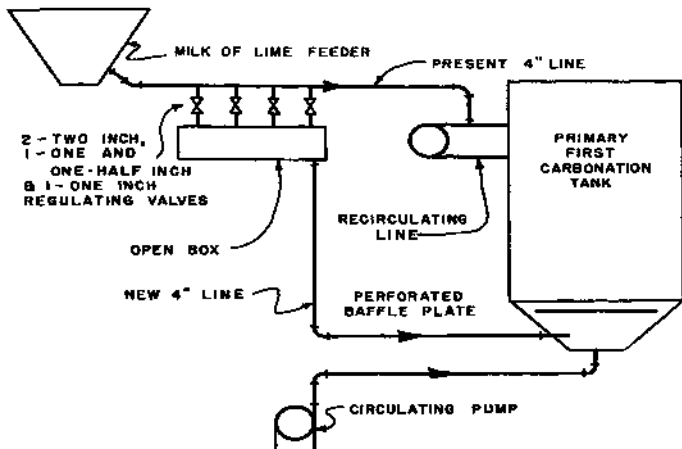 MILK OF LIME FEEDER
PRESENT 4" LINE
2-TWO INCH,
1-ONE AND
ONE-HALF INCH
& 1-ONE INCH
REGULATING VALVES
PRIMARY
FIRST
CARBONATION
TANK
RECIRCULATING
LINE
OPEN BOX
NEW 4" LINE
PERFORATED
BAFFLE PLATE
CIRCULATING PUMP